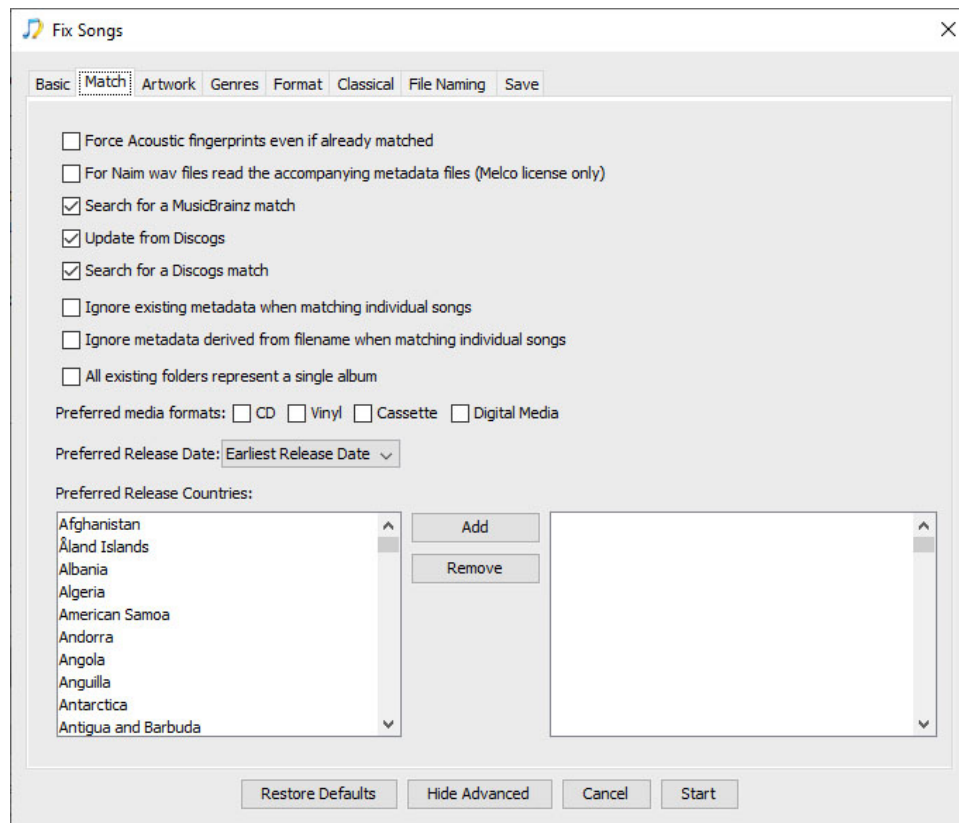 Fix Songs
Basic Match Artwork Genres Format Classical File Naming Save
Force Acoustic fingerprints even if already matched
For Naim wav files read the accompanying metadata files (Melco license only)
Search for a MusicBrainz match
Update from Discogs
Search for a Discogs match
Ignore existing metadata when matching individual songs
Ignore metadata derived from filename when matching individual songs
All existing folders represent a single album
Preferred media formats: CD Vinyl Cassette Digital Media
Preferred Release Date: Earliest Release Date
Preferred Release Countries:
Afghanistan
Åland Islands
Albania
Algeria
American Samoa
Andorra
Angola
Anguilla
Antarctica
Antigua and Barbuda
Add
Remove
Restore Defaults Hide Advanced Cancel Start